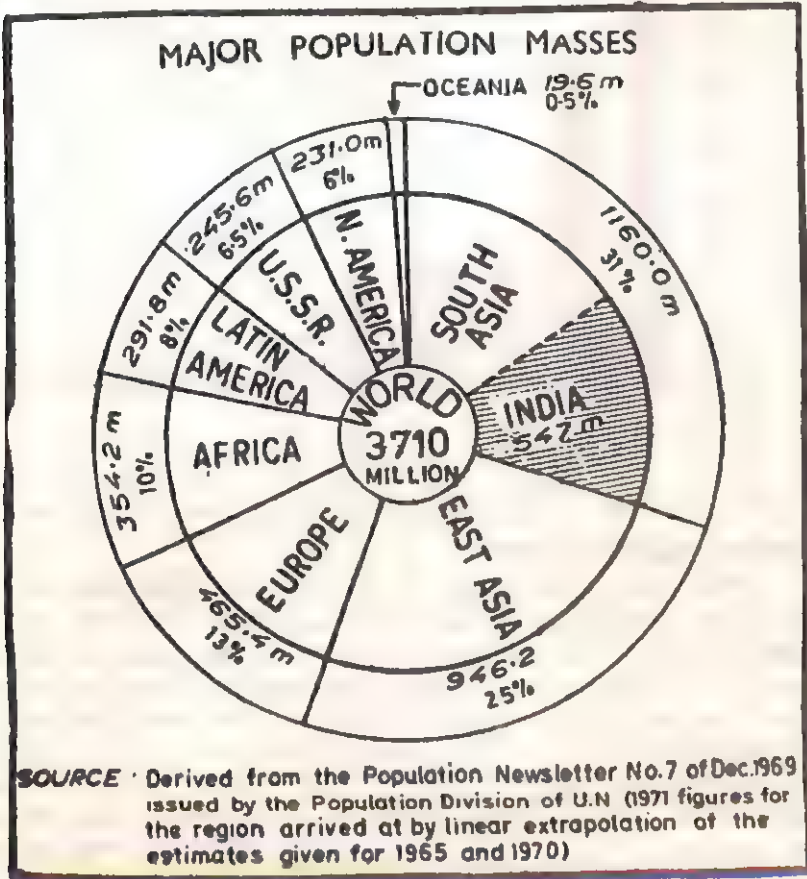 MAJOR POPULATION MASSES
OCEANIA 19.6 m
0.5%
1160.0 m
31%
SOUTH
ASIA
INDIA
547 m
946.2
25%
EAST ASIA
465.4 m
13%
EUROPE
354.2 m
10%
AFRICA
291.8m
8%
LATIN
AMERICA
245.6m
6.5%
U.S.S.R.
231.0m
6%
N. AMERICA
WORLD
3710
MILLION
SOURCE : Derived from the Population Newsletter No.7 of Dec.1969
issued by the Population Division of U.N (1971 figures for
the region arrived at by linear extrapolation of the
estimates given for 1965 and 1970)